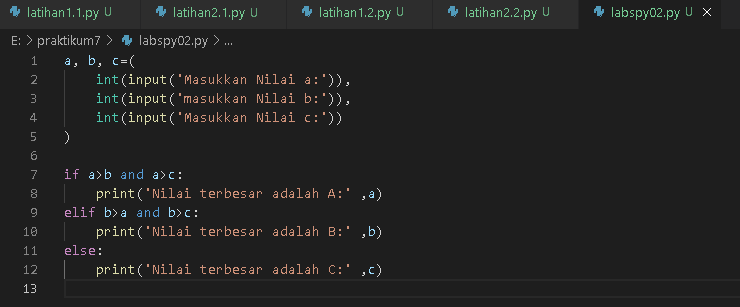 latihan1.1.py U latihan2.1.py U latihan1.2.py U latihan2.2.py U labspy02.py U ×
E: > praktikum7 > labspy02.py > ...
1 a, b, c=(
2     int(input('Masukkan Nilai a:')),
3     int(input('masukkan Nilai b:')),
4     int(input('Masukkan Nilai c:'))
5 )
6
7 if a>b and a>c:
8     print('Nilai terbesar adalah A:' ,a)
9 elif b>a and b>c:
10     print('Nilai terbesar adalah B:' ,b)
11 else:
12     print('Nilai terbesar adalah C:' ,c)
13